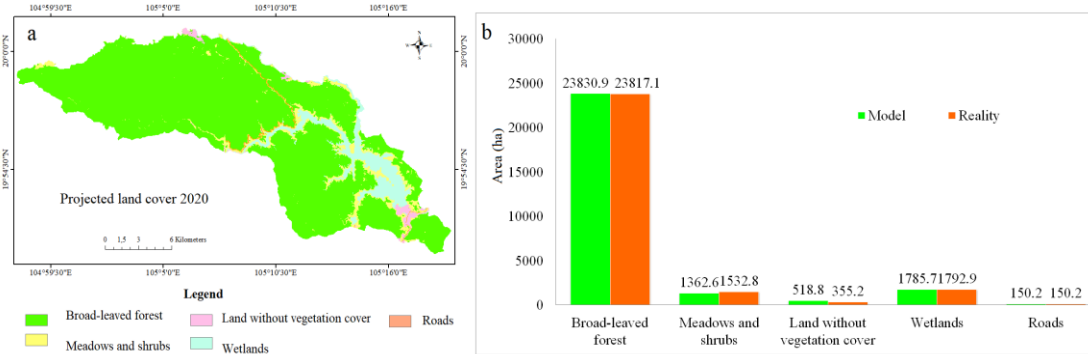 104°59'30"E 105°5'0"E 105°10'30"E 105°16'0"E
a
20°0'0"N
20°0'0"N
19°54'30"N
19°54'30"N
Projected land cover 2020
0 1,5 3 6 Kilometers
104°59'30"E 105°5'0"E 105°10'30"E 105°16'0"E
Legend
Broad-leaved forest
Land without vegetation cover
Roads
Meadows and shrubs
Wetlands
b
30000
25000
20000
15000
10000
5000
0
Area (ha)
23830.9 23817.1
Model Reality
1362.6 1532.8
518.8 355.2
1785.7 1792.9
150.2 150.2
Broad-leaved
forest
Meadows and
shrubs
Land without
vegetation cover
Wetlands
Roads